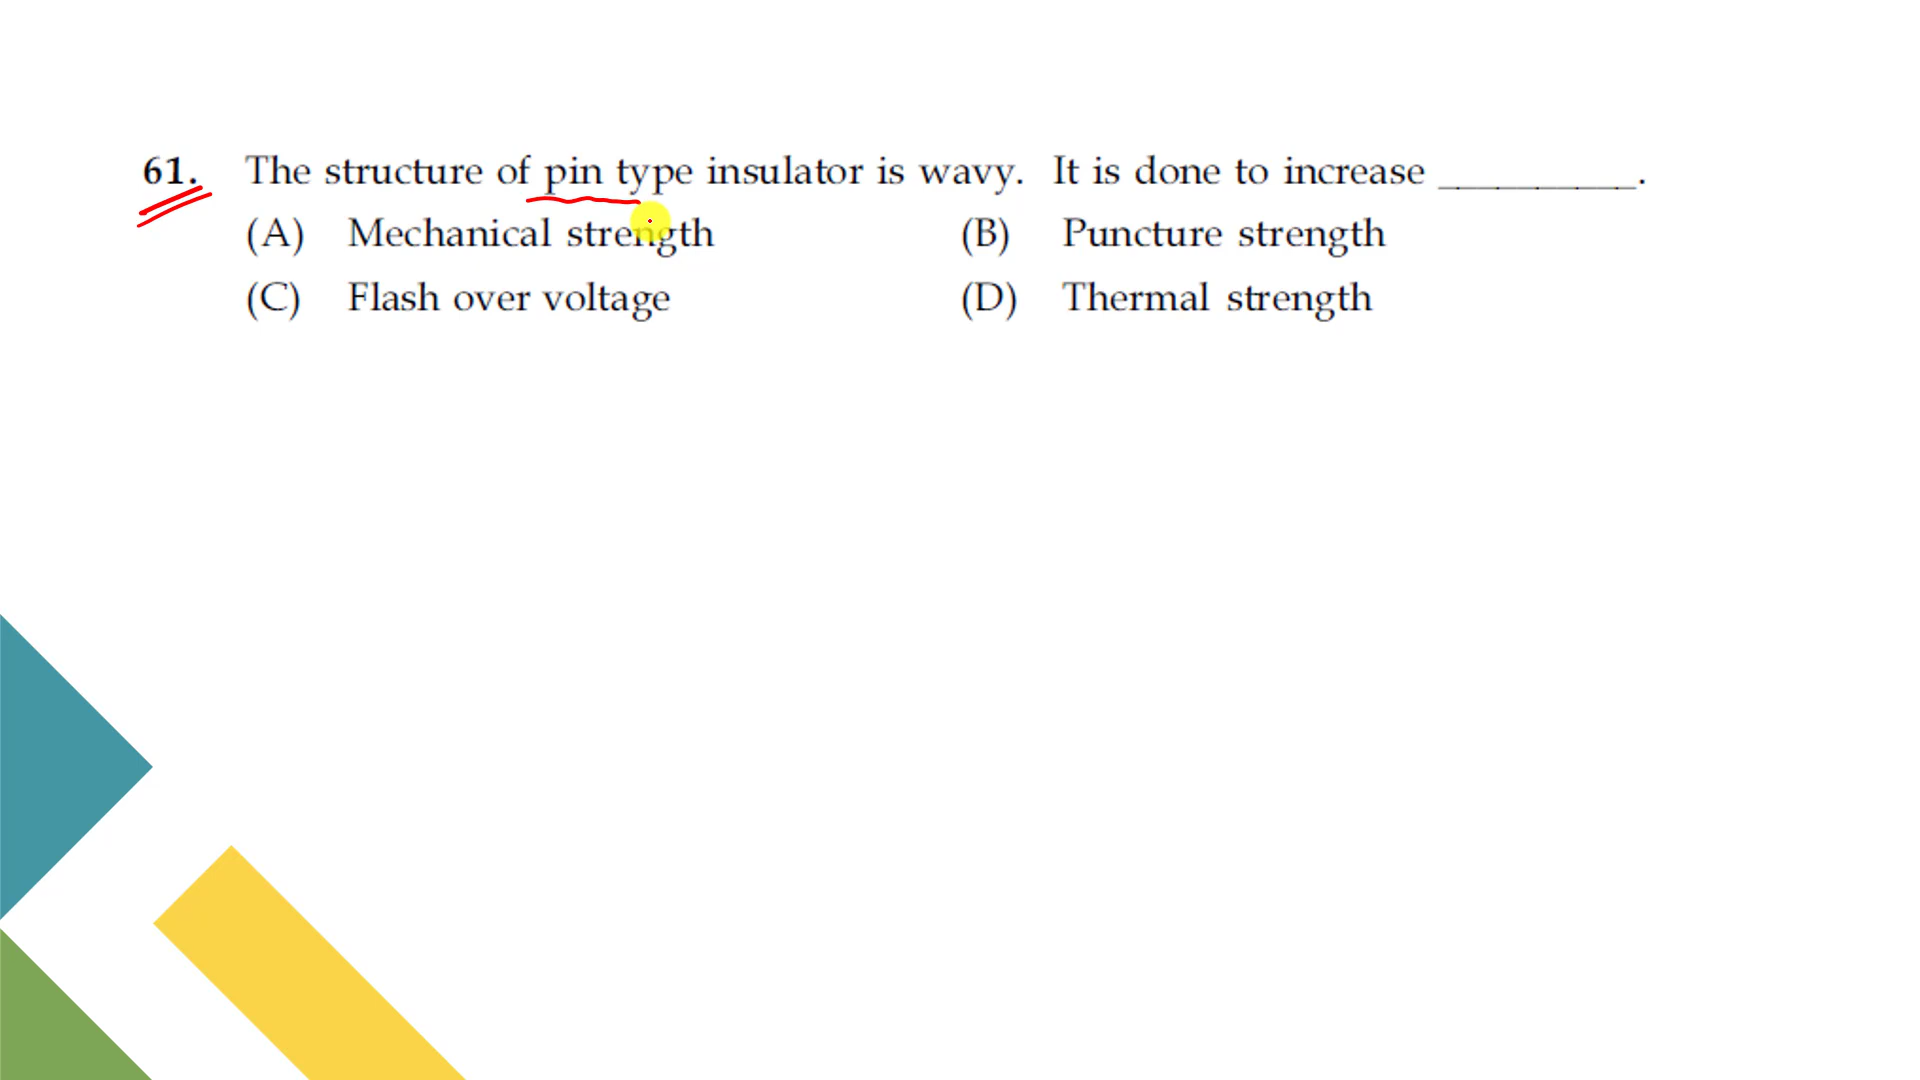 61. The structure of pin type insulator is wavy. It is done to increase __________.
(A) Mechanical strength (B) Puncture strength
(C) Flash over voltage (D) Thermal strength